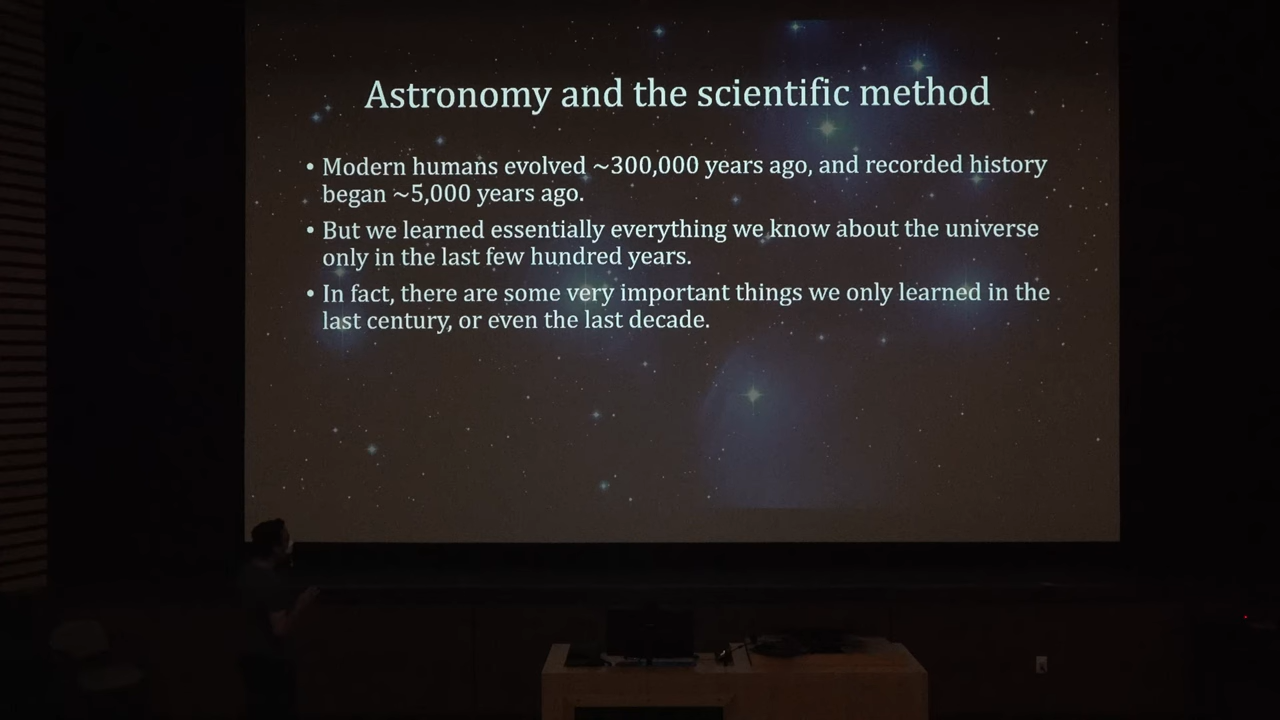 Astronomy and the scientific method
• Modern humans evolved ~300,000 years ago, and recorded history
began ~5,000 years ago.
• But we learned essentially everything we know about the universe
only in the last few hundred years.
• In fact, there are some very important things we only learned in the
last century, or even the last decade.